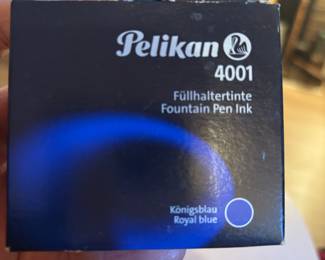 Pelikan
4001
Füllhaltertinte
Fountain Pen Ink
Königsblau
Royal blue